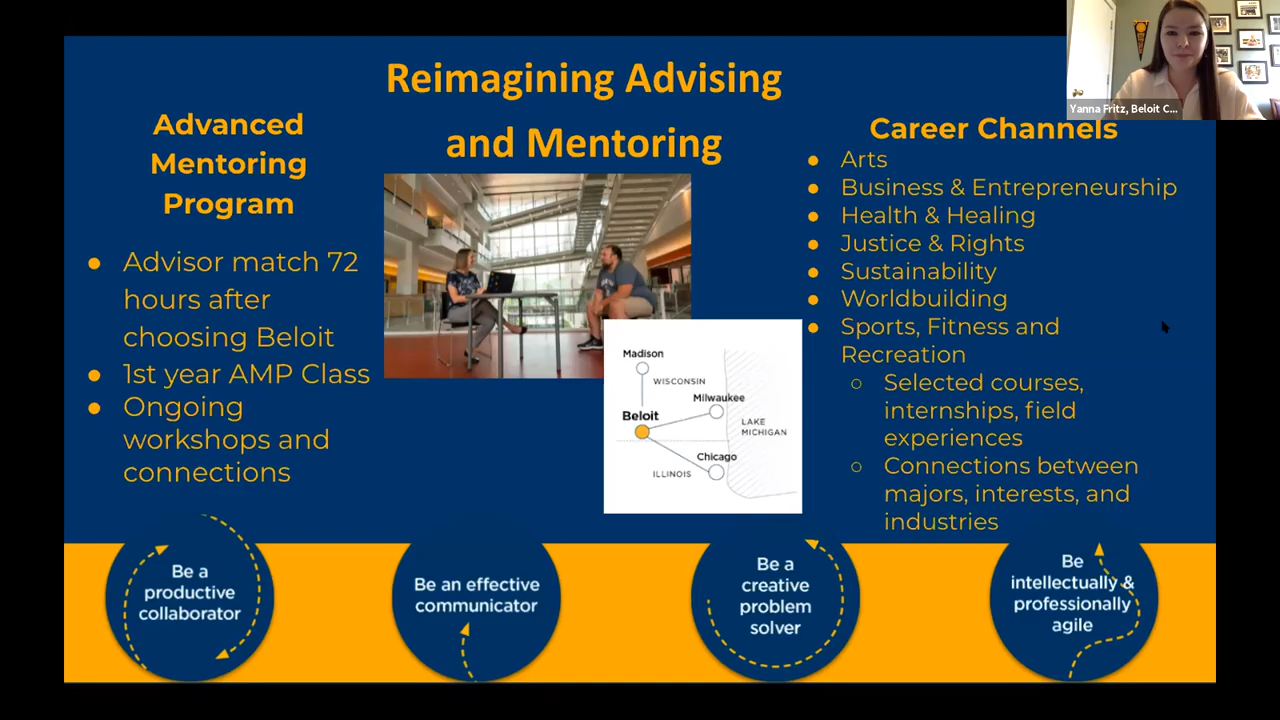 Reimagining Advising
and Mentoring
Advanced
Mentoring
Program
● Advisor match 72
hours after
choosing Beloit
● 1st year AMP Class
● Ongoing
workshops and
connections
Madison
WISCONSIN
Milwaukee
Beloit
LAKE
MICHIGAN
Chicago
ILLINOIS
Yanna Fritz, Beloit C...
Career Channels
● Arts
● Business & Entrepreneurship
● Health & Healing
● Justice & Rights
● Sustainability
● Worldbuilding
● Sports, Fitness and
Recreation
○ Selected courses,
internships, field
experiences
○ Connections between
majors, interests, and
industries
Be a
productive
collaborator
Be an effective
communicator
Be a
creative
problem
solver
Be
intellectually &
professionally
agile